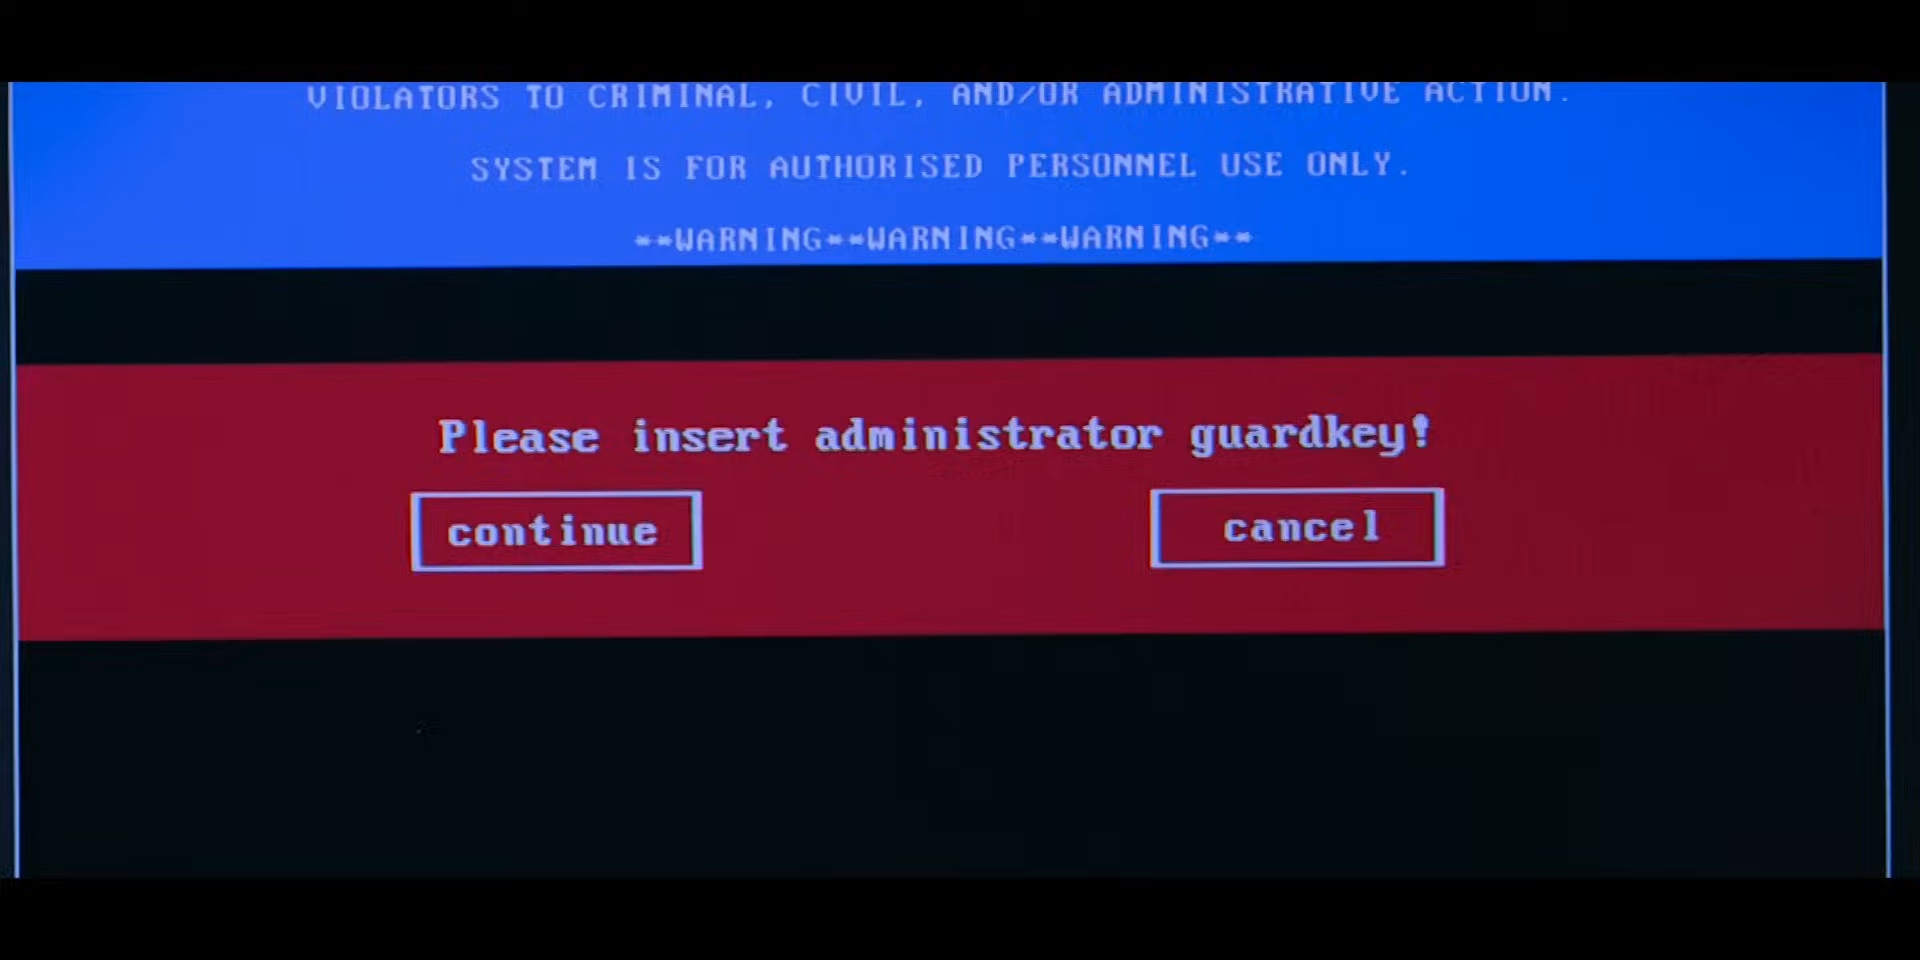 VIOLATORS TO CRIMINAL, CIVIL, AND/OR ADMINISTRATIVE ACTION.
SYSTEM IS FOR AUTHORISED PERSONNEL USE ONLY.
**WARNING**WARNING**WARNING**
Please insert administrator guardkey!
continue cancel